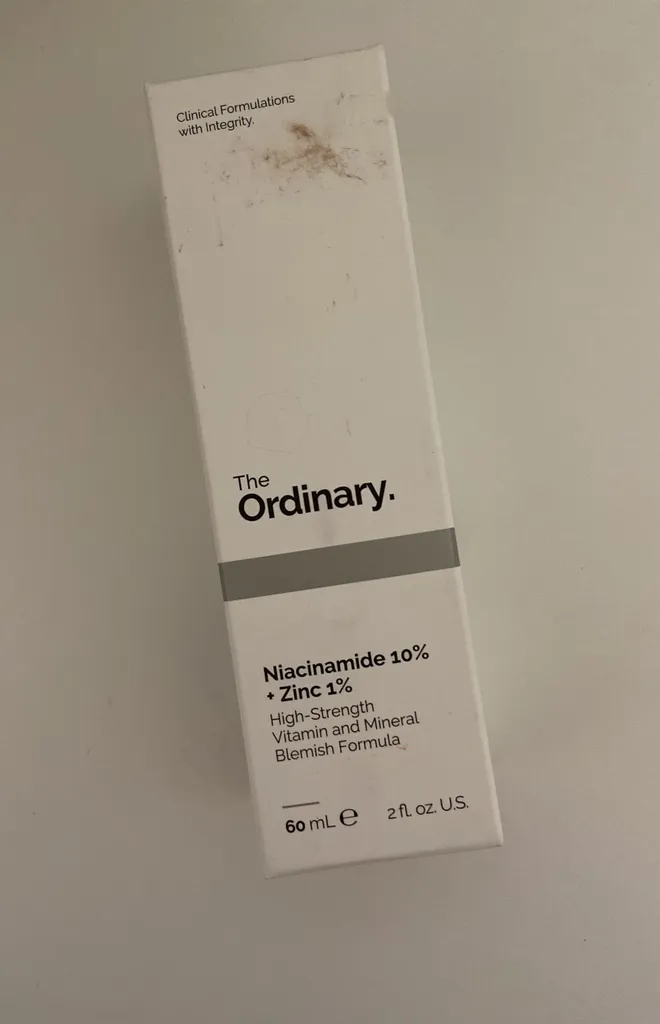 Clinical Formulations
with Integrity.
The
Ordinary.
Niacinamide 10%
+ Zinc 1%
High-Strength
Vitamin and Mineral
Blemish Formula
60 mL ℮ 2 fl. oz. U.S.